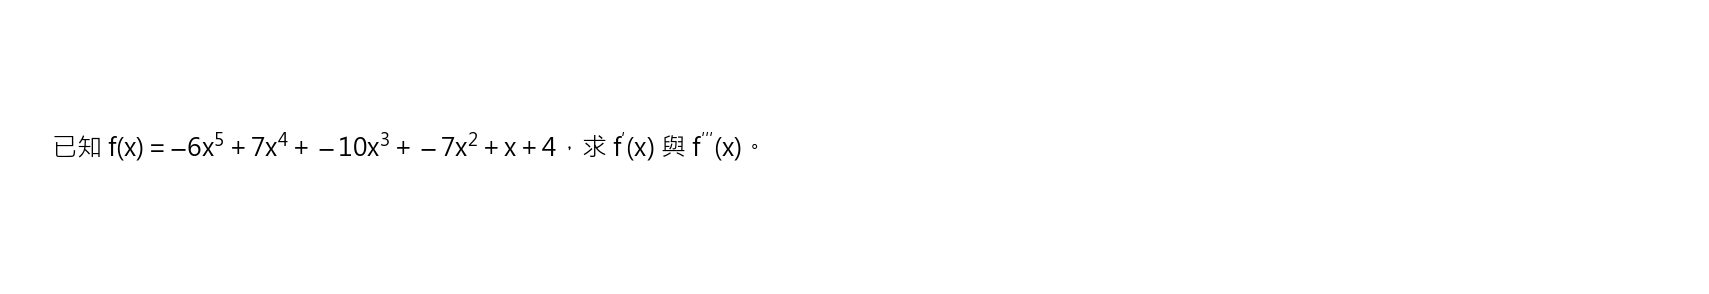 已知 f(x) = –6x⁵ + 7x⁴ + –10x³ + –7x² + x + 4，求 f′(x) 與 f′′′(x)。